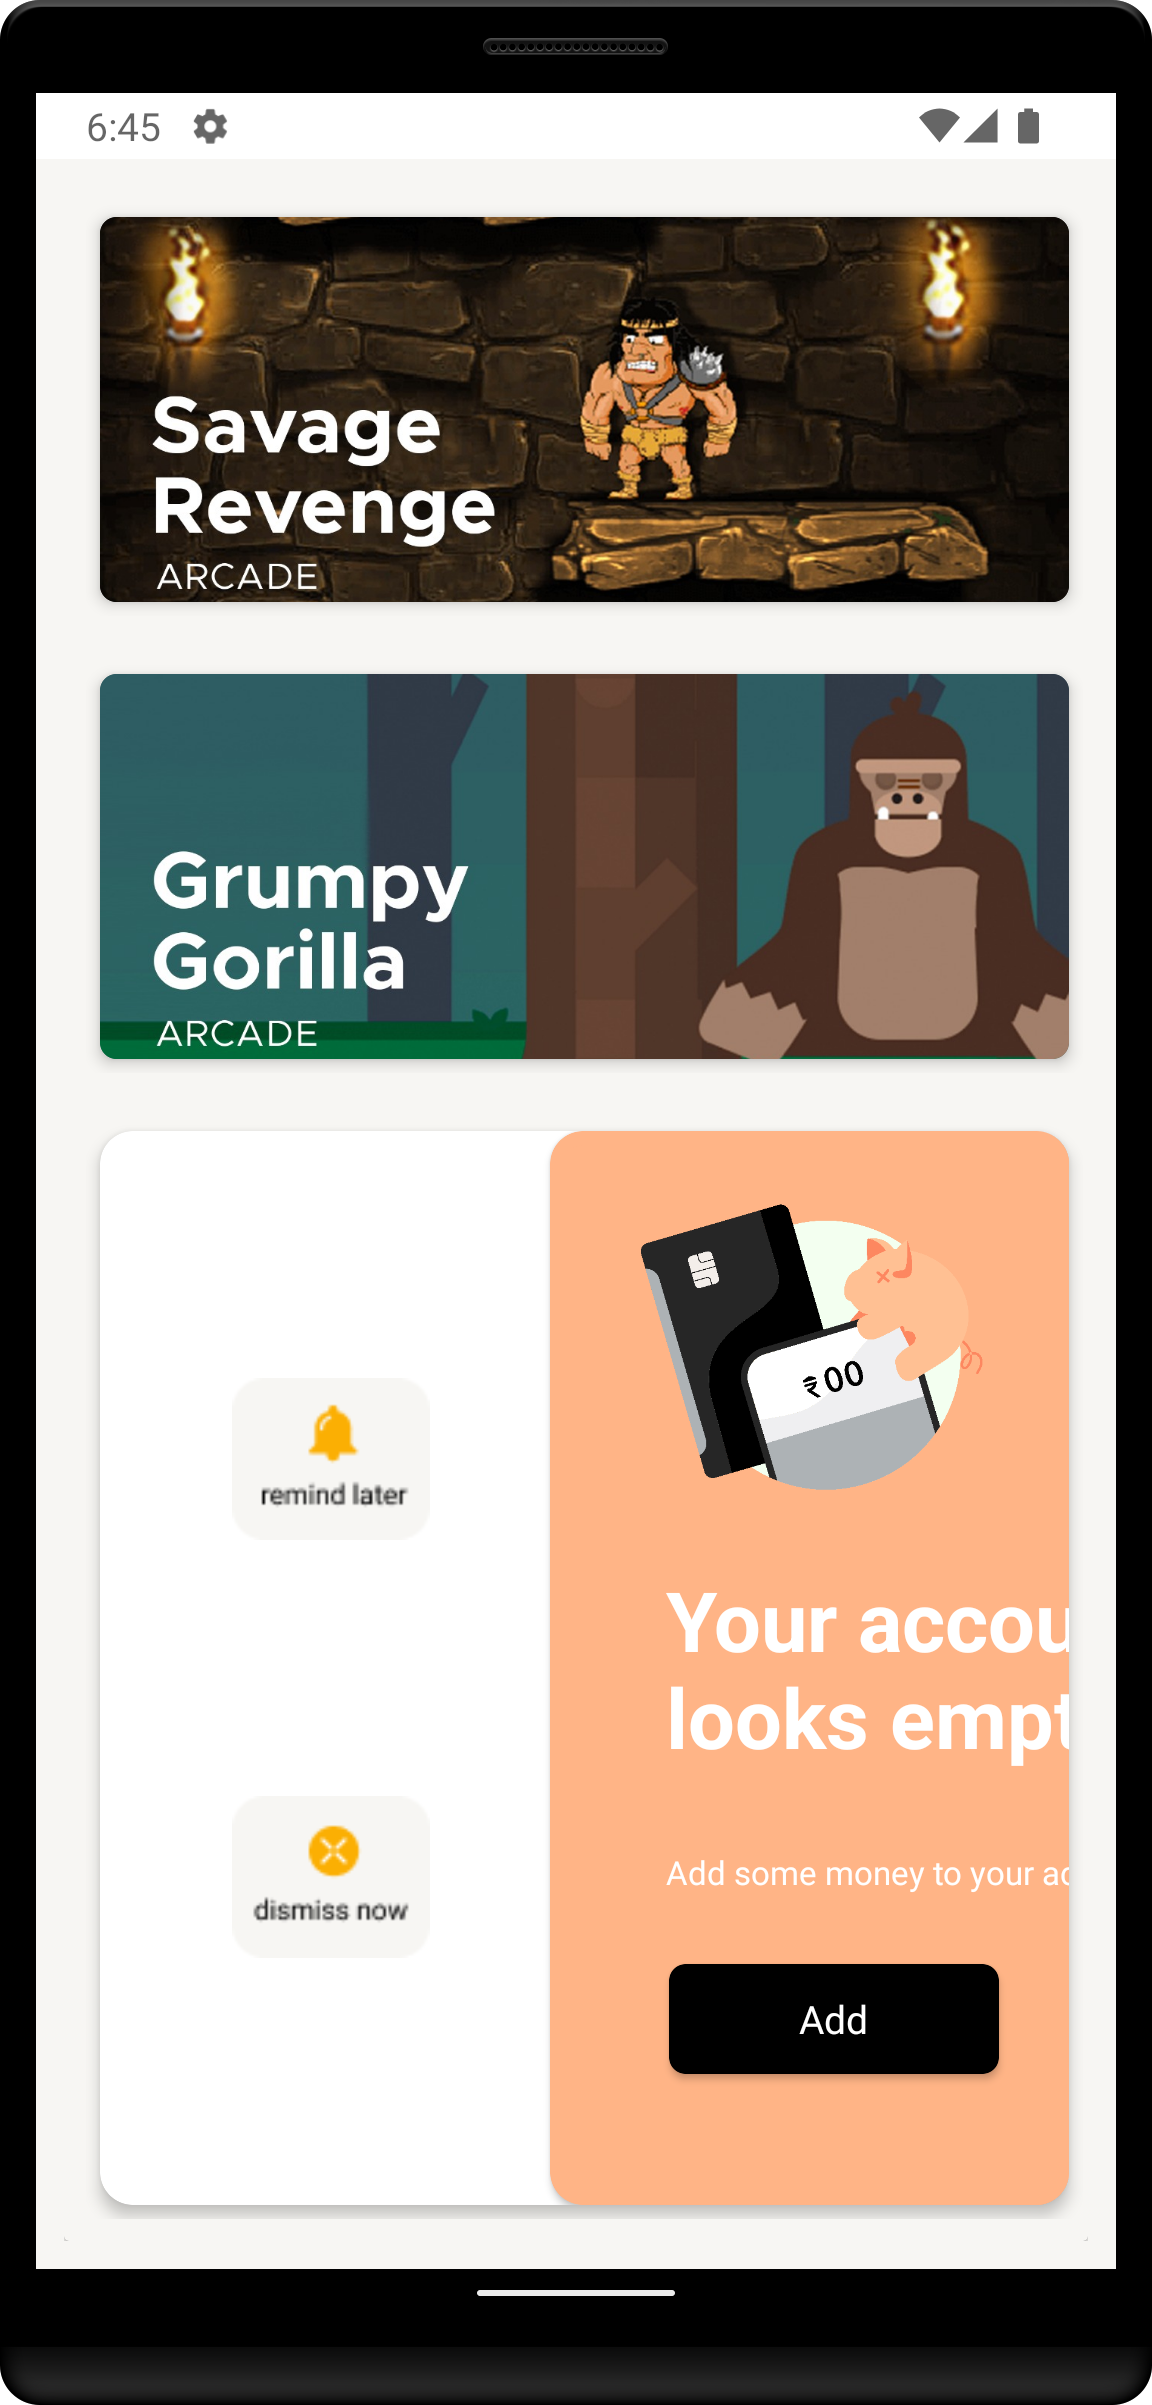 6:45
Savage
Revenge
ARCADE
Grumpy
Gorilla
ARCADE
₹00
remind later
Your accou
looks empt
dismiss now
Add some money to your ac
Add